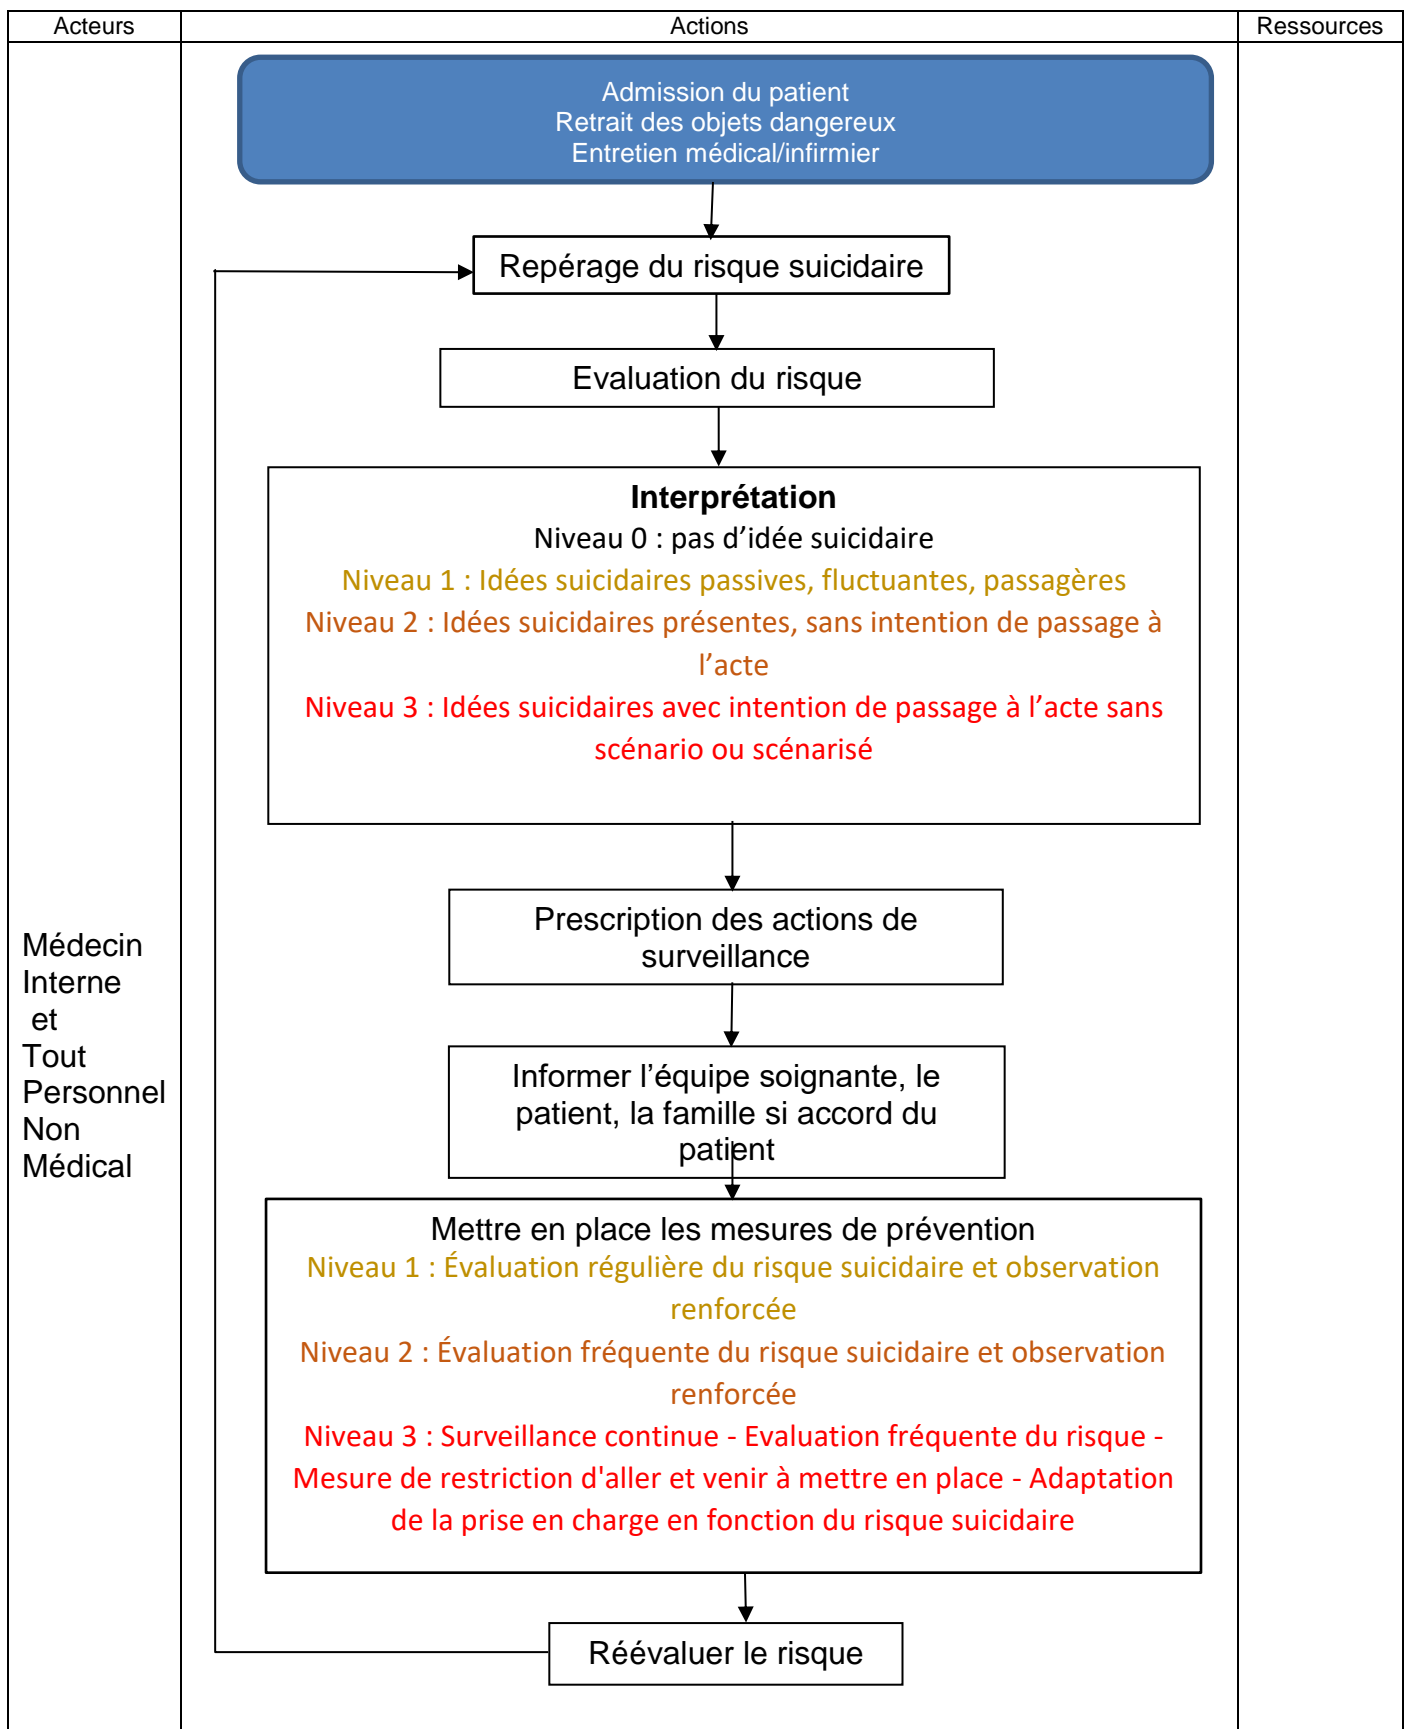 Acteurs
Actions
Ressources
Admission du patient
Retrait des objets dangereux
Entretien médical/infirmier
Repérage du risque suicidaire
Evaluation du risque
Interprétation
Niveau 0 : pas d’idée suicidaire
Niveau 1 : Idées suicidaires passives, fluctuantes, passagères
Niveau 2 : Idées suicidaires présentes, sans intention de passage à
l’acte
Niveau 3 : Idées suicidaires avec intention de passage à l’acte sans
scénario ou scénarisé
Prescription des actions de
surveillance
Médecin
Interne
et
Tout
Personnel
Non
Médical
Informer l’équipe soignante, le
patient, la famille si accord du
patient
Mettre en place les mesures de prévention
Niveau 1 : Évaluation régulière du risque suicidaire et observation
renforcée
Niveau 2 : Évaluation fréquente du risque suicidaire et observation
renforcée
Niveau 3 : Surveillance continue - Evaluation fréquente du risque -
Mesure de restriction d'aller et venir à mettre en place - Adaptation
de la prise en charge en fonction du risque suicidaire
Réévaluer le risque